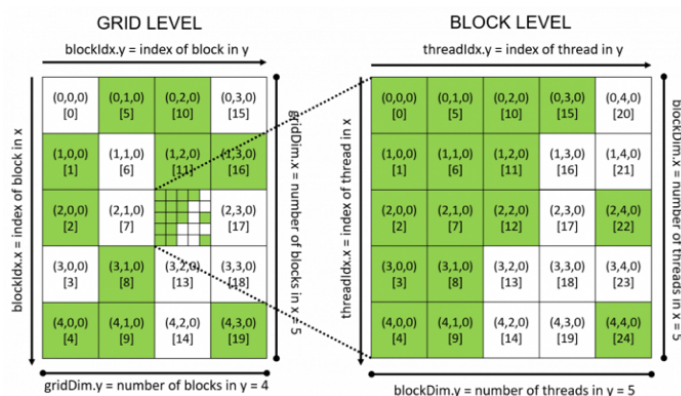 GRID LEVEL
blockIdx.y = index of block in y
blockIdx.x = index of block in x
(0,0,0) (0,1,0) (0,2,0) (0,3,0)
[0] [5] [10] [15]
(1,0,0) (1,1,0) (1,2,0) (1,3,0)
[1] [6] [11] [16]
(2,0,0) (2,1,0) (2,3,0)
[2] [7] [17]
(3,0,0) (3,1,0) (3,2,0) (3,3,0)
[3] [8] [13] [18]
(4,0,0) (4,1,0) (4,2,0) (4,3,0)
[4] [9] [14] [19]
gridDim.x = number of blocks in x = 5
gridDim.y = number of blocks in y = 4
BLOCK LEVEL
threadIdx.y = index of thread in y
threadIdx.x = index of thread in x
(0,0,0) (0,1,0) (0,2,0) (0,3,0) (0,4,0)
[0] [5] [10] [15] [20]
(1,0,0) (1,1,0) (1,2,0) (1,3,0) (1,4,0)
[1] [6] [11] [16] [21]
(2,0,0) (2,1,0) (2,2,0) (2,3,0) (2,4,0)
[2] [7] [12] [17] [22]
(3,0,0) (3,1,0) (3,2,0) (3,3,0) (3,4,0)
[3] [8] [13] [18] [23]
(4,0,0) (4,1,0) (4,2,0) (4,3,0) (4,4,0)
[4] [9] [14] [19] [24]
blockDim.x = number of threads in x = 5
blockDim.y = number of threads in y = 5